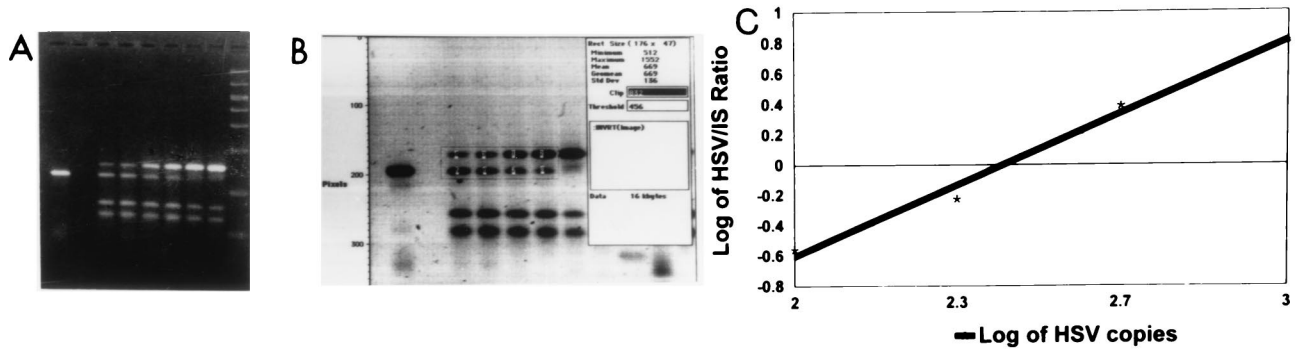 A
B
C
0
100
200
300
Pixels
Rect Size ( 176 x 47)
Minimum 512
Maximum 1552
Mean 669
Geomean 669
Std Dev 186
Clip
Threshold 456
Data 16 kbytes
Log of HSV/IS Ratio
1
0.8
0.6
0.4
0.2
0
-0.2
-0.4
-0.6
-0.8
2 2.3 2.7 3
Log of HSV copies